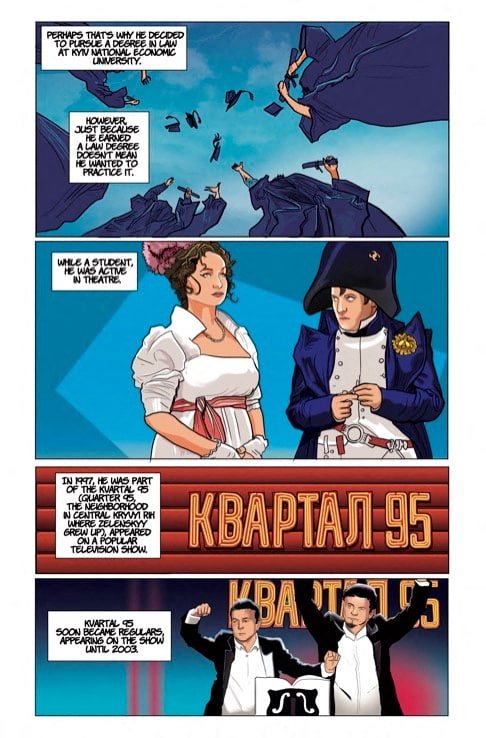 PERHAPS THAT'S WHY HE DECIDED
TO PURSUE A DEGREE IN LAW
AT KYIV NATIONAL ECONOMIC
UNIVERSITY.
HOWEVER,
JUST BECAUSE
HE EARNED
A LAW DEGREE
DOESN'T MEAN
HE WANTED TO
PRACTICE IT.
WHILE A STUDENT,
HE WAS ACTIVE
IN THEATRE.
IN 1997, HE WAS PART
OF THE KVARTAL 95
(QUARTER 95,
THE NEIGHBORHOOD
IN CENTRAL KRYVYI RIH
WHERE ZELENSKYY
GREW UP), APPEARED
ON A POPULAR
TELEVISION SHOW.
КВАРТАЛ 95
КВАРТАЛ 95
KVARTAL 95
SOON BECAME REGULARS,
APPEARING ON THE SHOW
UNTIL 2003.